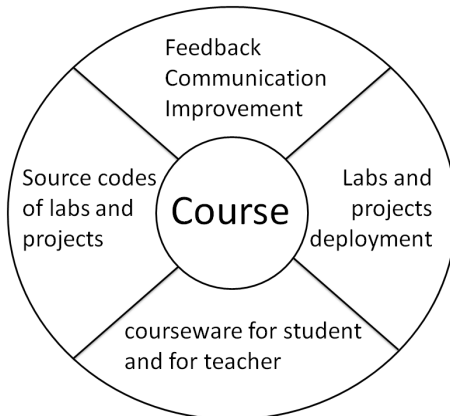 Feedback
Communication
Improvement
Source codes
of labs and
projects
Course
Labs and
projects
deployment
courseware for student
and for teacher